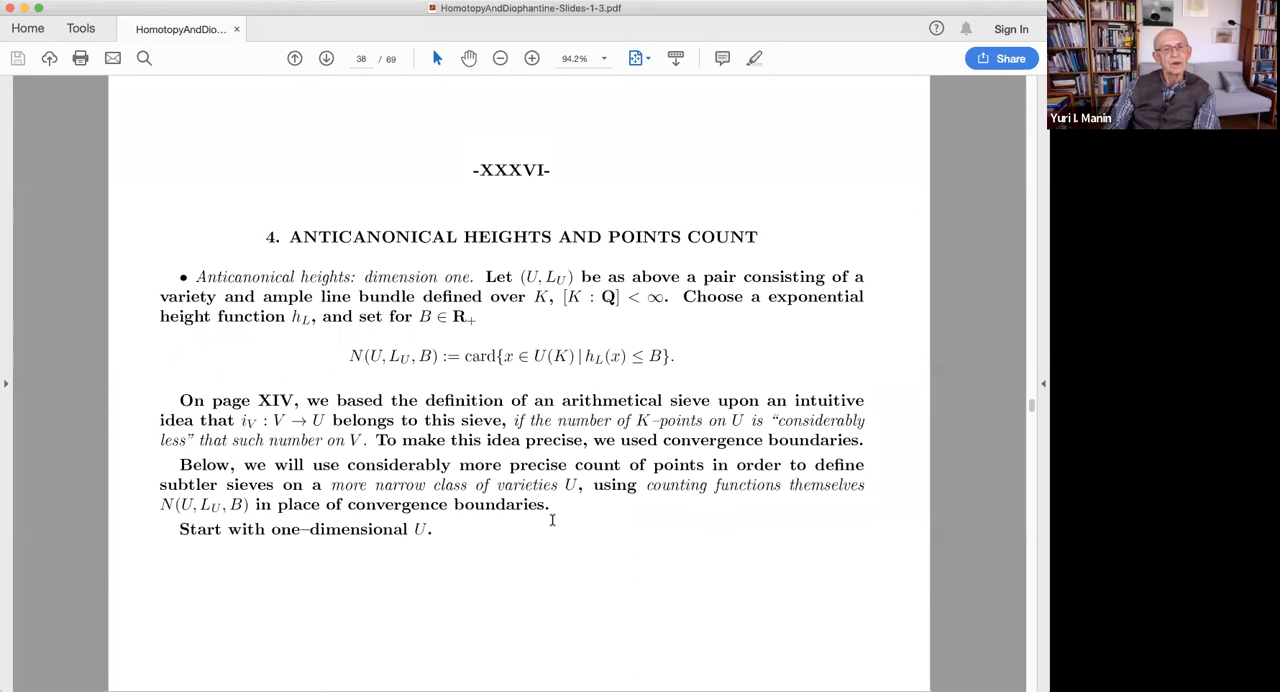 HomotopyAndDiophantine-Slides-1-3.pdf
Home Tools HomotopyAndDio... × Sign In
38 / 69 94.2% Share
Yuri I. Manin
-XXXVI-
4. ANTICANONICAL HEIGHTS AND POINTS COUNT
• Anticanonical heights: dimension one. Let (U, L_U) be as above a pair consisting of a
variety and ample line bundle defined over K, [K : Q] < ∞. Choose a exponential
height function h_L, and set for B ∈ R_+
N(U, L_U, B) := card{x ∈ U(K) | h_L(x) ≤ B}.
On page XIV, we based the definition of an arithmetical sieve upon an intuitive
idea that i_V : V → U belongs to this sieve, if the number of K–points on U is “considerably
less” that such number on V. To make this idea precise, we used convergence boundaries.
Below, we will use considerably more precise count of points in order to define
subtler sieves on a more narrow class of varieties U, using counting functions themselves
N(U, L_U, B) in place of convergence boundaries.
Start with one–dimensional U.